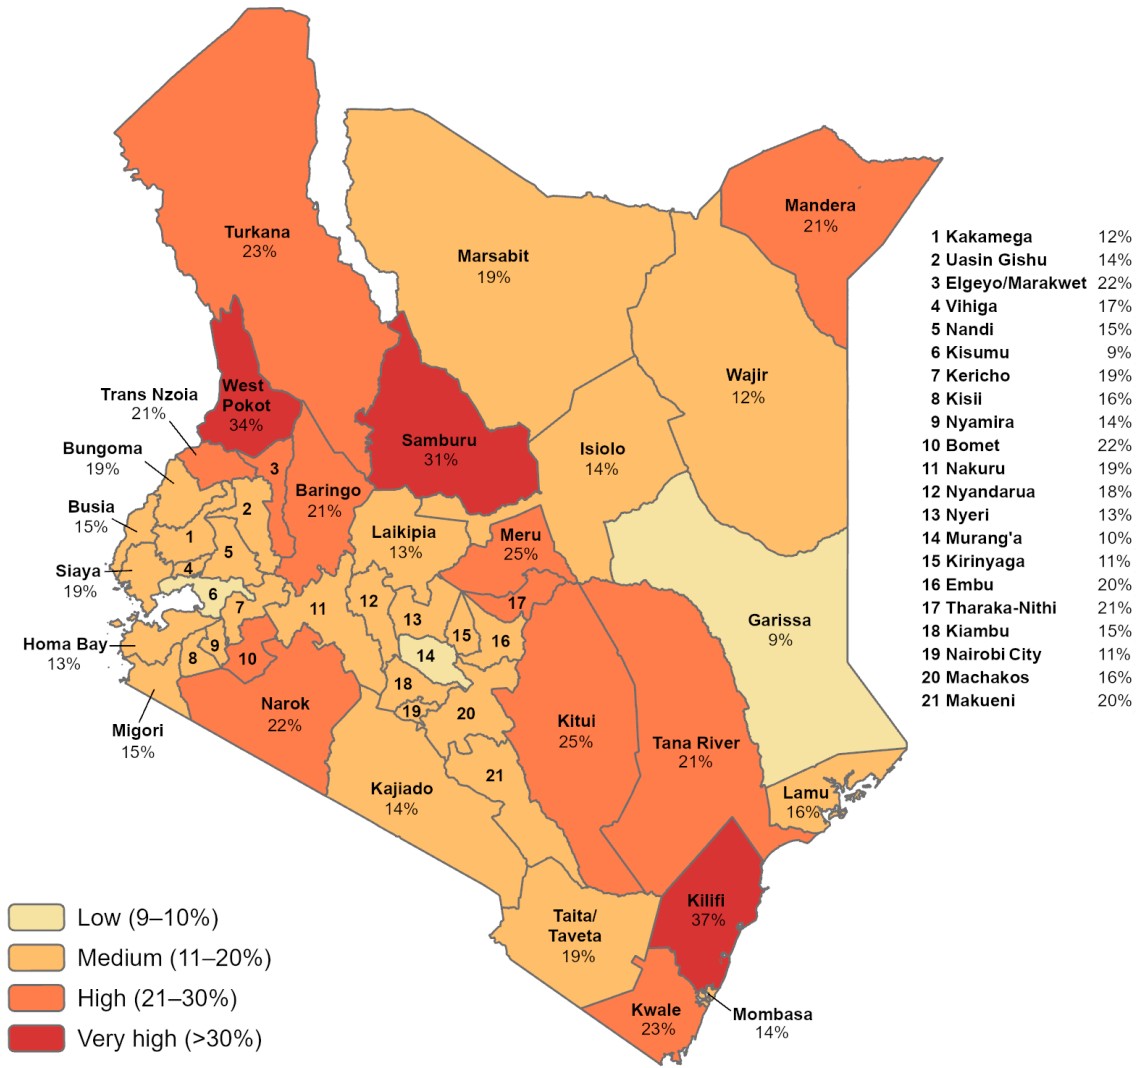 Turkana
23%
Marsabit
19%
Mandera
21%
Wajir
12%
West
Pokot
34%
Samburu
31%
Isiolo
14%
Trans Nzoia
21%
Bungoma
19%
Busia
15%
Siaya
19%
Homa Bay
13%
Migori
15%
Baringo
21%
Laikipia
13%
Meru
25%
Garissa
9%
Narok
22%
Kitui
25%
Tana River
21%
Kajiado
14%
Lamu
16%
Taita/
Taveta
19%
Kilifi
37%
Kwale
23%
Mombasa
14%
3
2
1
5
4
6
7
9
8
10
11
12
13
14
15
16
17
18
19
20
21
1 Kakamega 12%
2 Uasin Gishu 14%
3 Elgeyo/Marakwet 22%
4 Vihiga 17%
5 Nandi 15%
6 Kisumu 9%
7 Kericho 19%
8 Kisii 16%
9 Nyamira 14%
10 Bomet 22%
11 Nakuru 19%
12 Nyandarua 18%
13 Nyeri 13%
14 Murang'a 10%
15 Kirinyaga 11%
16 Embu 20%
17 Tharaka-Nithi 21%
18 Kiambu 15%
19 Nairobi City 11%
20 Machakos 16%
21 Makueni 20%
Low (9–10%)
Medium (11–20%)
High (21–30%)
Very high (>30%)